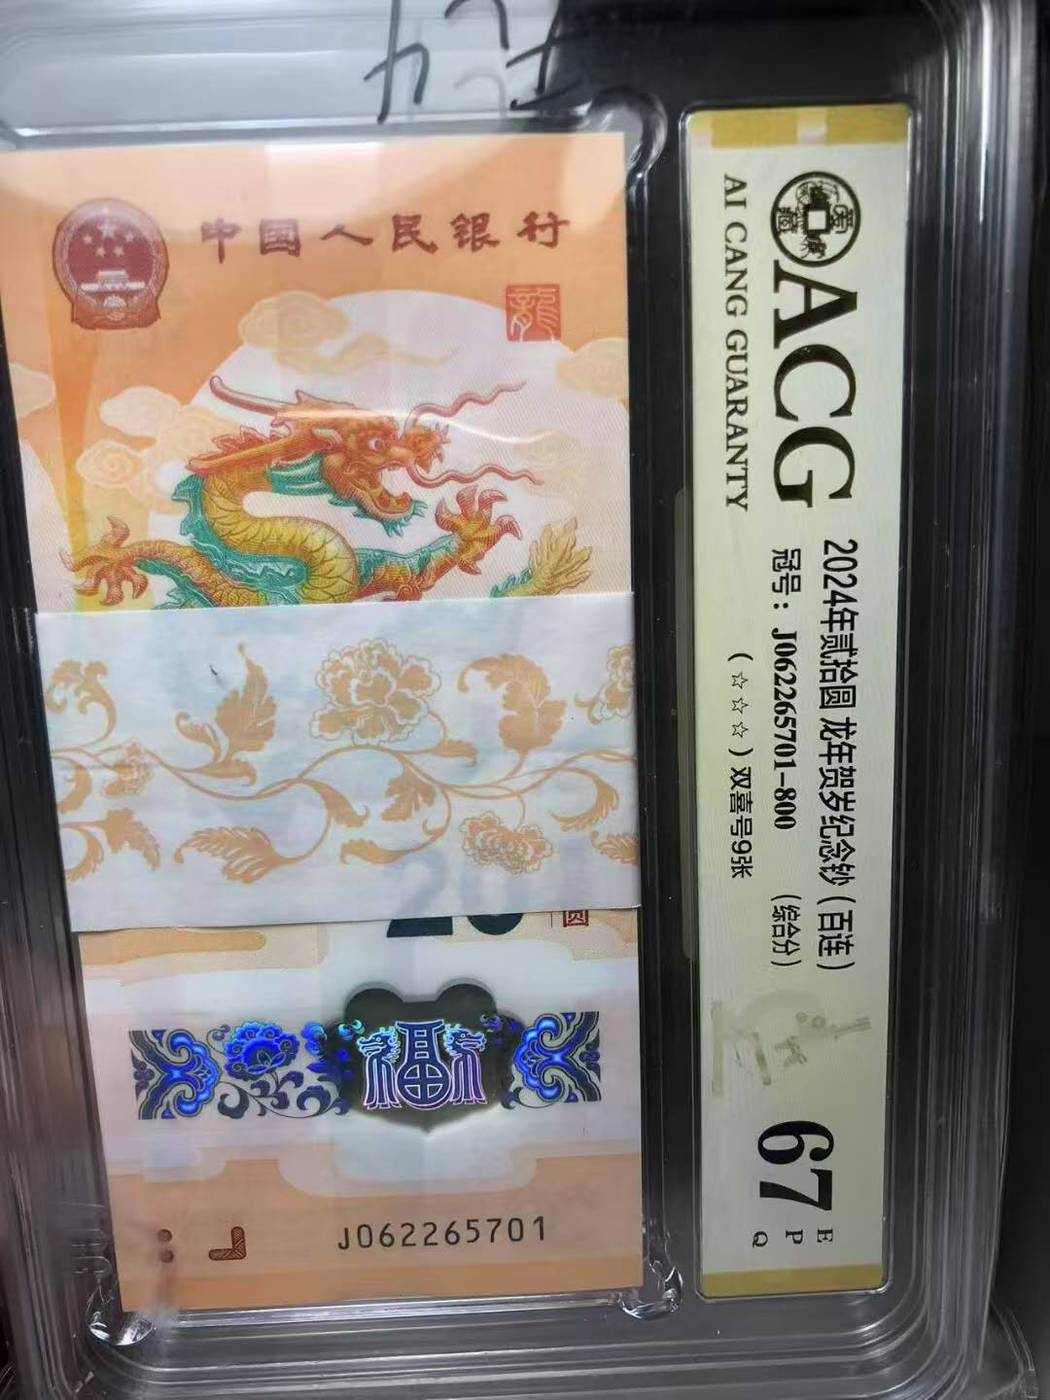 中国人民银行
龍
20
圆
福
J062265701
ACG
AI CANG GUARANTY
2024年贰拾圆 龙年贺岁纪念钞（百连）
冠号：J062265701-800 （综合分）
（☆☆☆）双喜号9张
67
EPQ